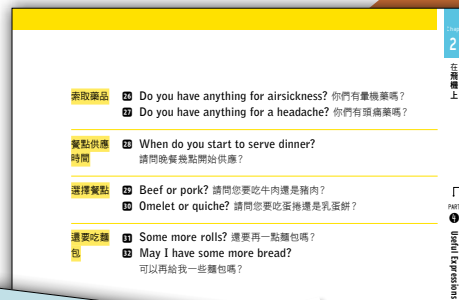 索取藥品 26 Do you have anything for airsickness? 你們有暈機藥嗎？
27 Do you have anything for a headache? 你們有頭痛藥嗎？
餐點供應時間 28 When do you start to serve dinner?
請問晚餐幾點開始供應？
選擇餐點 29 Beef or pork? 請問您要吃牛肉還是豬肉？
30 Omelet or quiche? 請問您要吃蛋捲還是乳蛋餅？
還要吃麵包 31 Some more rolls? 還要再一點麵包嗎？
32 May I have some more bread?
可以再給我一些麵包嗎？
Chap
2
在飛機上
PART
4
Useful Expressions